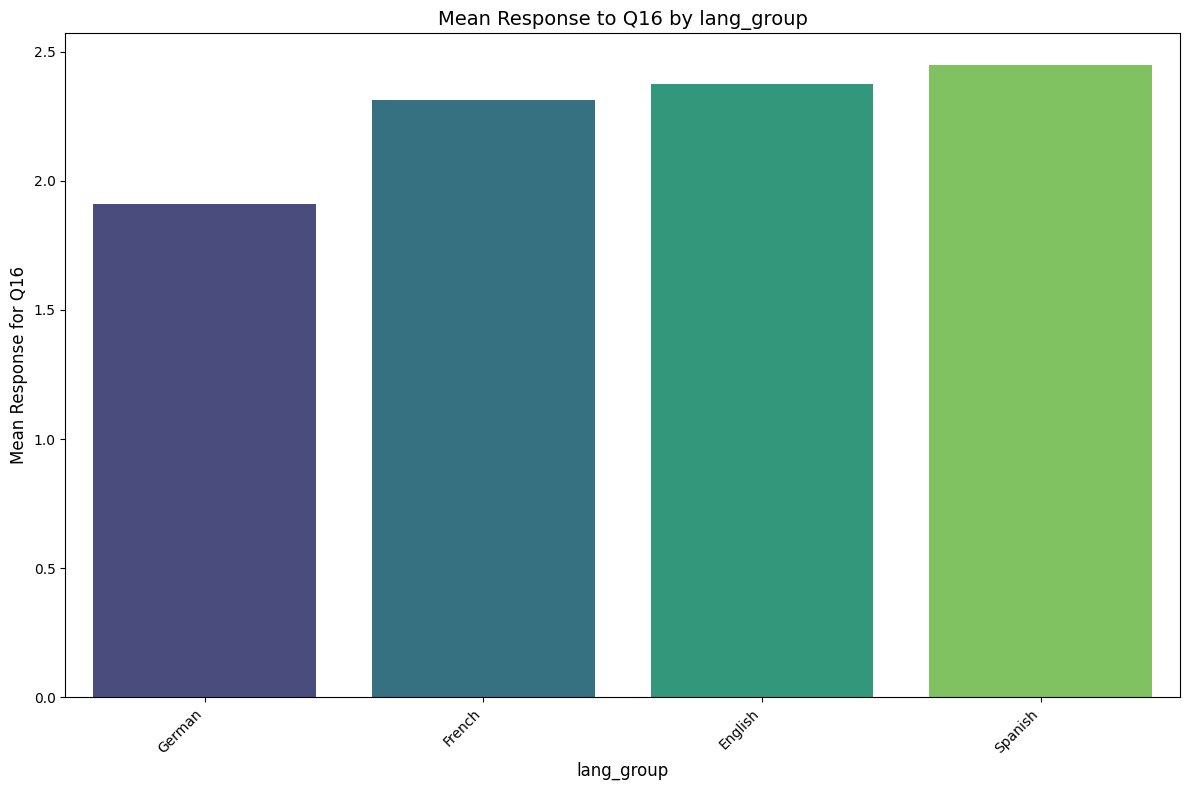 Mean Response to Q16 by lang_group
Mean Response for Q16
2.5
2.0
1.5
1.0
0.5
0.0
German
French
English
Spanish
lang_group